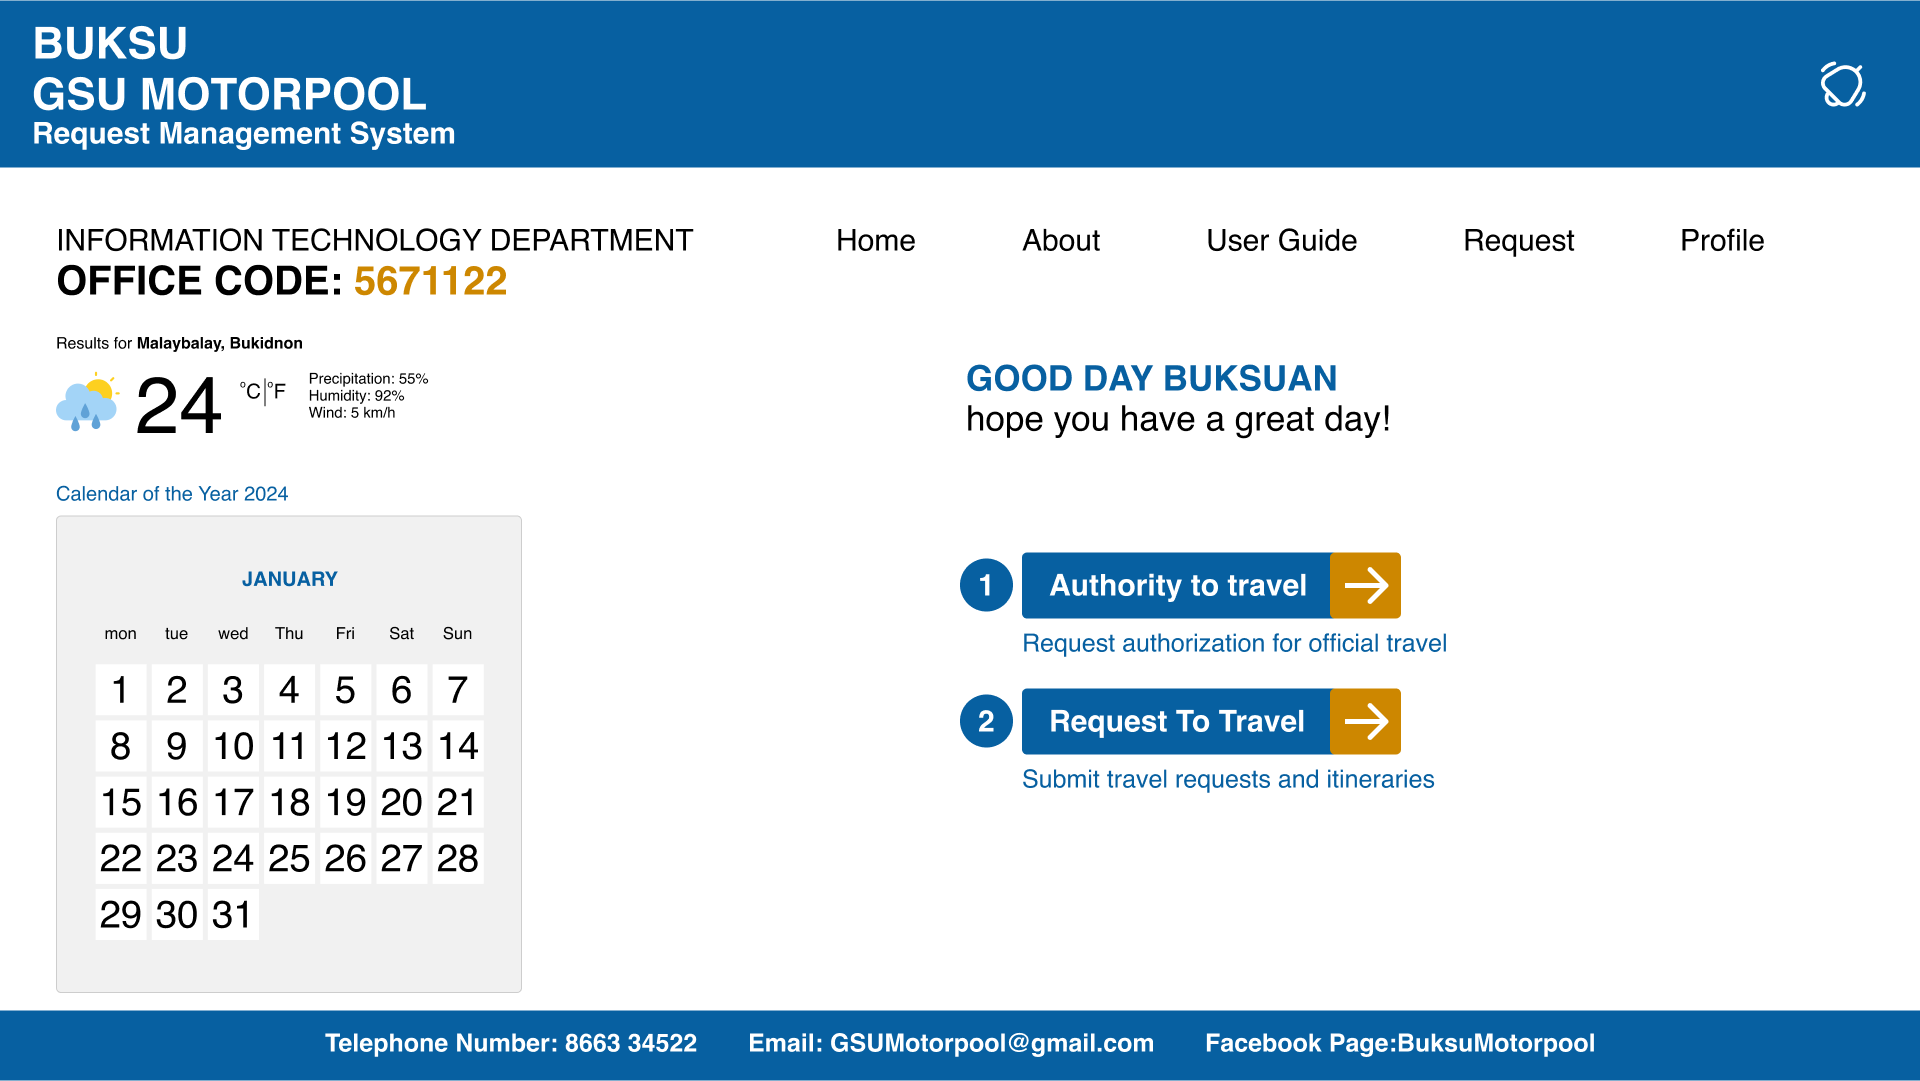 BUKSU
GSU MOTORPOOL
Request Management System
INFORMATION TECHNOLOGY DEPARTMENT
OFFICE CODE: 5671122
Home About User Guide Request Profile
Results for Malaybalay, Bukidnon
24 °C|°F
Precipitation: 55%
Humidity: 92%
Wind: 5 km/h
GOOD DAY BUKSUAN
hope you have a great day!
Calendar of the Year 2024
JANUARY
mon tue wed Thu Fri Sat Sun
1 2 3 4 5 6 7
8 9 10 11 12 13 14
15 16 17 18 19 20 21
22 23 24 25 26 27 28
29 30 31
1 Authority to travel
Request authorization for official travel
2 Request To Travel
Submit travel requests and itineraries
Telephone Number: 8663 34522 Email: GSUMotorpool@gmail.com Facebook Page:BuksuMotorpool